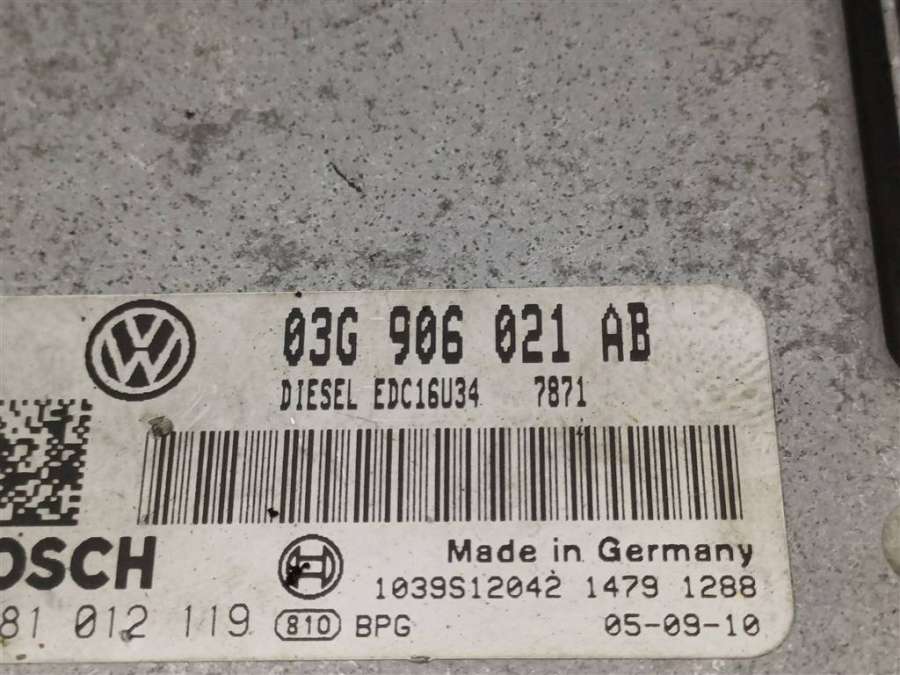 03G 906 021 AB
DIESEL EDC16U34 7871
OSCH
Made in Germany
1039S12042 1479 1288
81 012 119 810 BPG 05-09-10